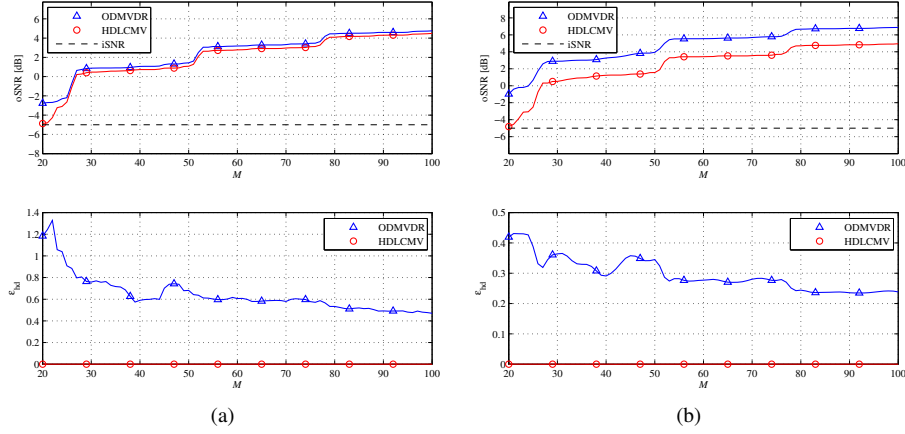 ODMVDR
HDLCMV
iSNR
oSNR [dB]
6
4
2
0
−2
−4
−6
−8
20 30 40 50 60 70 80 90 100
M
ODMVDR
HDLCMV
ε_hd
1.4
1.2
1
0.8
0.6
0.4
0.2
0
20 30 40 50 60 70 80 90 100
M
(a)
ODMVDR
HDLCMV
iSNR
oSNR [dB]
8
6
4
2
0
−2
−4
−6
20 30 40 50 60 70 80 90 100
M
ODMVDR
HDLCMV
ε_hd
0.5
0.4
0.3
0.2
0.1
0
20 30 40 50 60 70 80 90 100
M
(b)